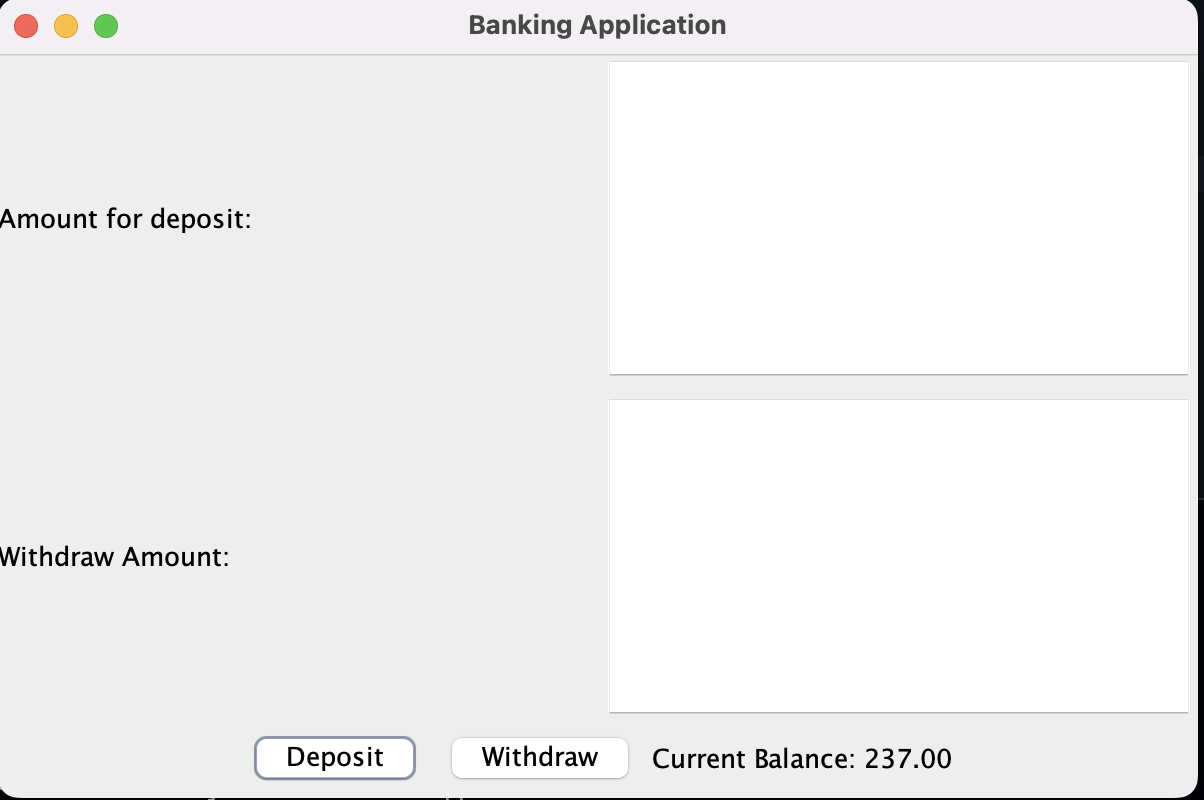 Banking Application
Amount for deposit:
Withdraw Amount:
Deposit Withdraw Current Balance: 237.00